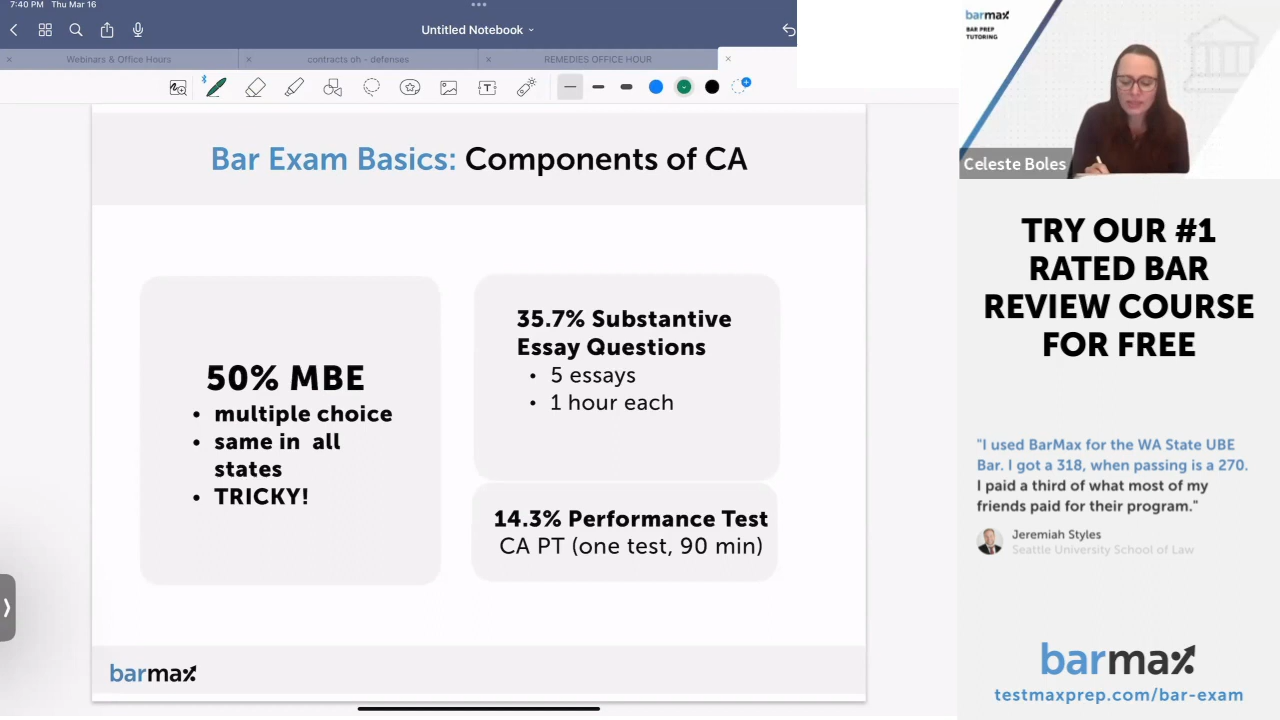 7:40 PM Thu Mar 16
Untitled Notebook
Webinars & Office Hours
contracts oh - defenses
REMEDIES OFFICE HOUR
Bar Exam Basics: Components of CA
50% MBE
• multiple choice
• same in all
states
• TRICKY!
35.7% Substantive
Essay Questions
• 5 essays
• 1 hour each
14.3% Performance Test
CA PT (one test, 90 min)
barmax
barmax
BAR PREP
TUTORING
Celeste Boles
TRY OUR #1
RATED BAR
REVIEW COURSE
FOR FREE
"I used BarMax for the WA State UBE
Bar. I got a 318, when passing is a 270.
I paid a third of what most of my
friends paid for their program."
Jeremiah Styles
Seattle University School of Law
barmax
testmaxprep.com/bar-exam